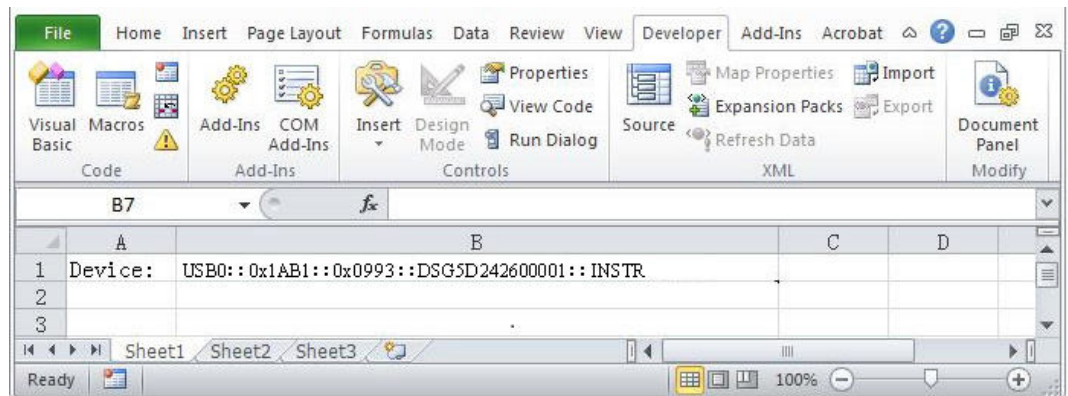 File Home Insert Page Layout Formulas Data Review View Developer Add-Ins Acrobat
Visual Basic
Macros
Code
Add-Ins
COM Add-Ins
Add-Ins
Insert
Design Mode
Properties
View Code
Run Dialog
Controls
Source
Map Properties
Expansion Packs
Refresh Data
Import
Export
XML
Document Panel
Modify
B7 fx
A B C D
1 Device: USB0::0x1AB1::0x0993::DSG5D242600001::INSTR
2
3
Sheet1 Sheet2 Sheet3
Ready 100%